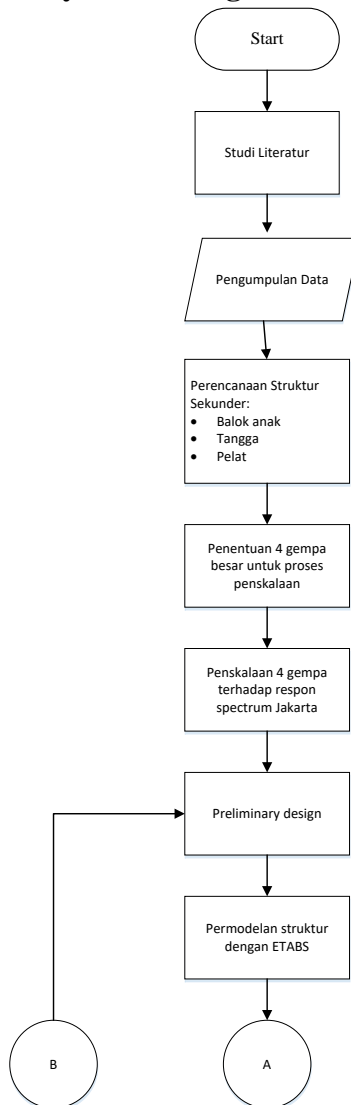 Start
Studi Literatur
Pengumpulan Data
Perencanaan Struktur
Sekunder:
• Balok anak
• Tangga
• Pelat
Penentuan 4 gempa
besar untuk proses
penskalaan
Penskalaan 4 gempa
terhadap respon
spectrum Jakarta
Preliminary design
Permodelan struktur
dengan ETABS
B
A